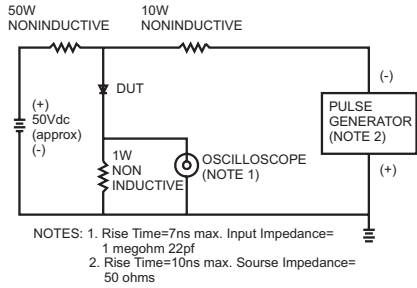 50W
NONINDUCTIVE
10W
NONINDUCTIVE
(+)
50Vdc
(approx)
(-)
DUT
1W
NON
INDUCTIVE
OSCILLOSCOPE
(NOTE 1)
(-)
PULSE
GENERATOR
(NOTE 2)
(+)
NOTES: 1. Rise Time=7ns max. Input Impedance=
1 megohm 22pf
2. Rise Time=10ns max. Sourse Impedance=
50 ohms